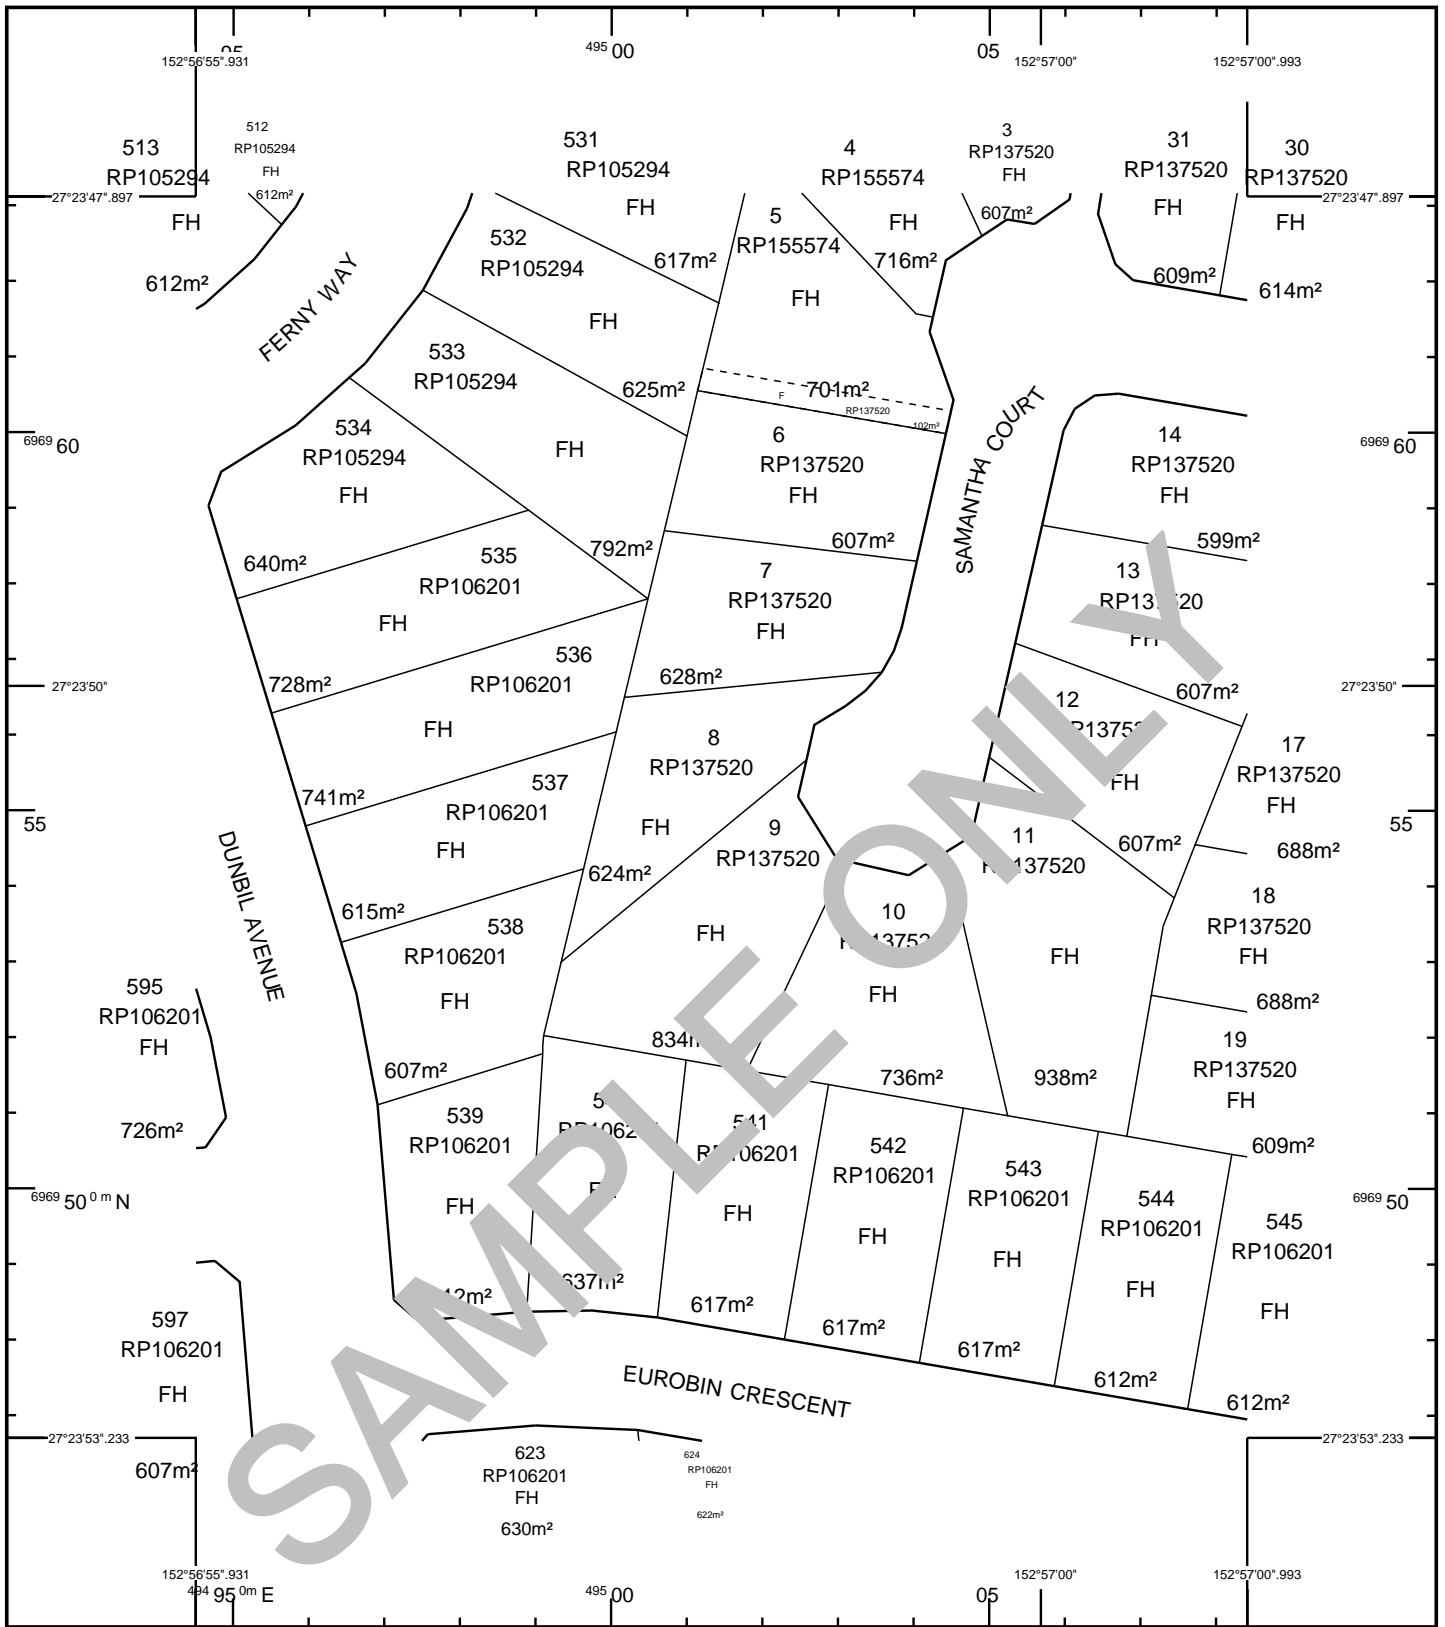 95
495 00
05
152°56'55".931
152°57'00"
152°57'00".993
513
RP105294
FH
612m²
512
RP105294
FH
612m²
531
RP105294
FH
617m²
4
RP155574
FH
716m²
3
RP137520
FH
607m²
31
RP137520
FH
609m²
30
RP137520
FH
614m²
27°23'47".897
27°23'47".897
532
RP105294
FH
625m²
5
RP155574
FH
701m²
FERNY WAY
533
RP105294
FH
792m²
F
RP137520
102m²
SAMANTHA COURT
6969 60
6969 60
534
RP105294
FH
640m²
6
RP137520
FH
607m²
14
RP137520
FH
599m²
535
RP106201
FH
728m²
7
RP137520
FH
628m²
13
RP137520
FH
607m²
27°23'50"
27°23'50"
536
RP106201
FH
741m²
8
RP137520
FH
624m²
12
RP13752
FH
607m²
17
RP137520
FH
688m²
55
55
537
RP106201
FH
615m²
9
RP137520
FH
834m
11
137520
FH
938m²
DUNBIL AVENUE
538
RP106201
FH
607m²
10
FH
736m²
18
RP137520
FH
688m²
595
RP106201
FH
726m²
19
RP137520
FH
609m²
539
RP106201
FH
RP106201
637m²
541
RP106201
FH
617m²
542
RP106201
FH
617m²
543
RP106201
FH
617m²
544
RP106201
FH
612m²
545
RP106201
FH
612m²
6969 50 0 m N
6969 50
597
RP106201
FH
607m²
EUROBIN CRESCENT
27°23'53".233
27°23'53".233
623
RP106201
FH
630m²
624
RP106201
FH
622m²
152°56'55".931
152°57'00"
152°57'00".993
494 95 0m E
495 00
05
SAMPLE ONLY